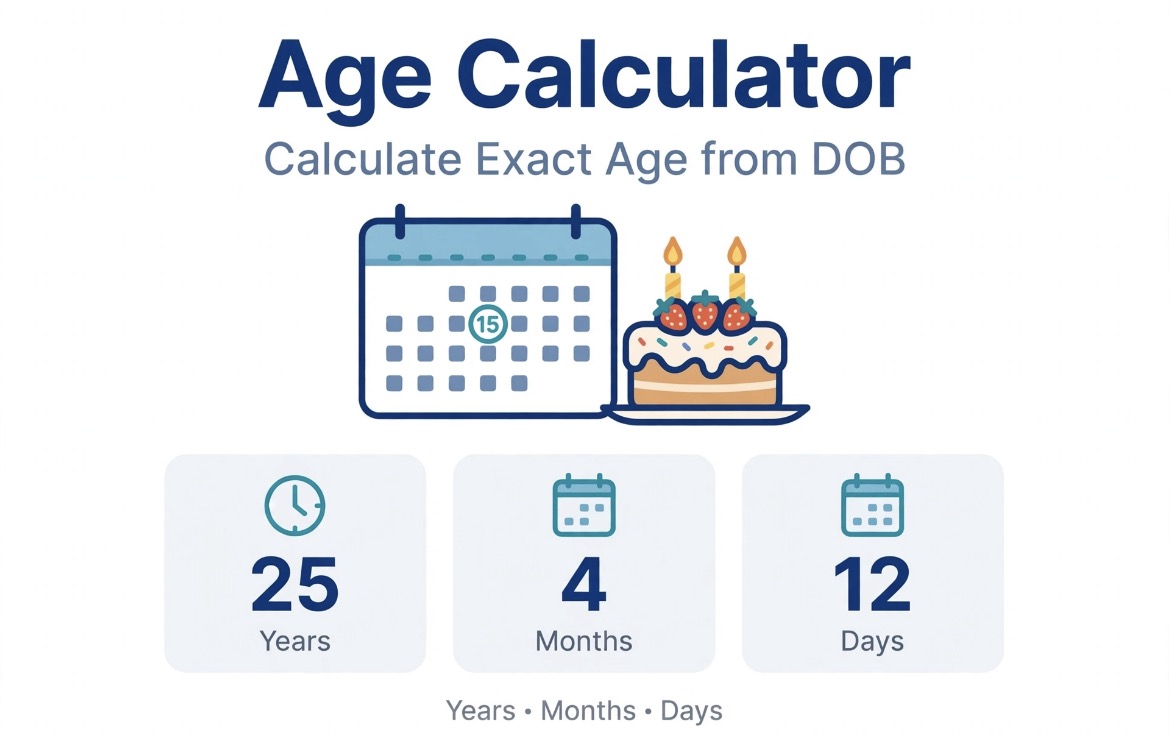 Age Calculator
Calculate Exact Age from DOB
15
25
Years
4
Months
12
Days
Years • Months • Days